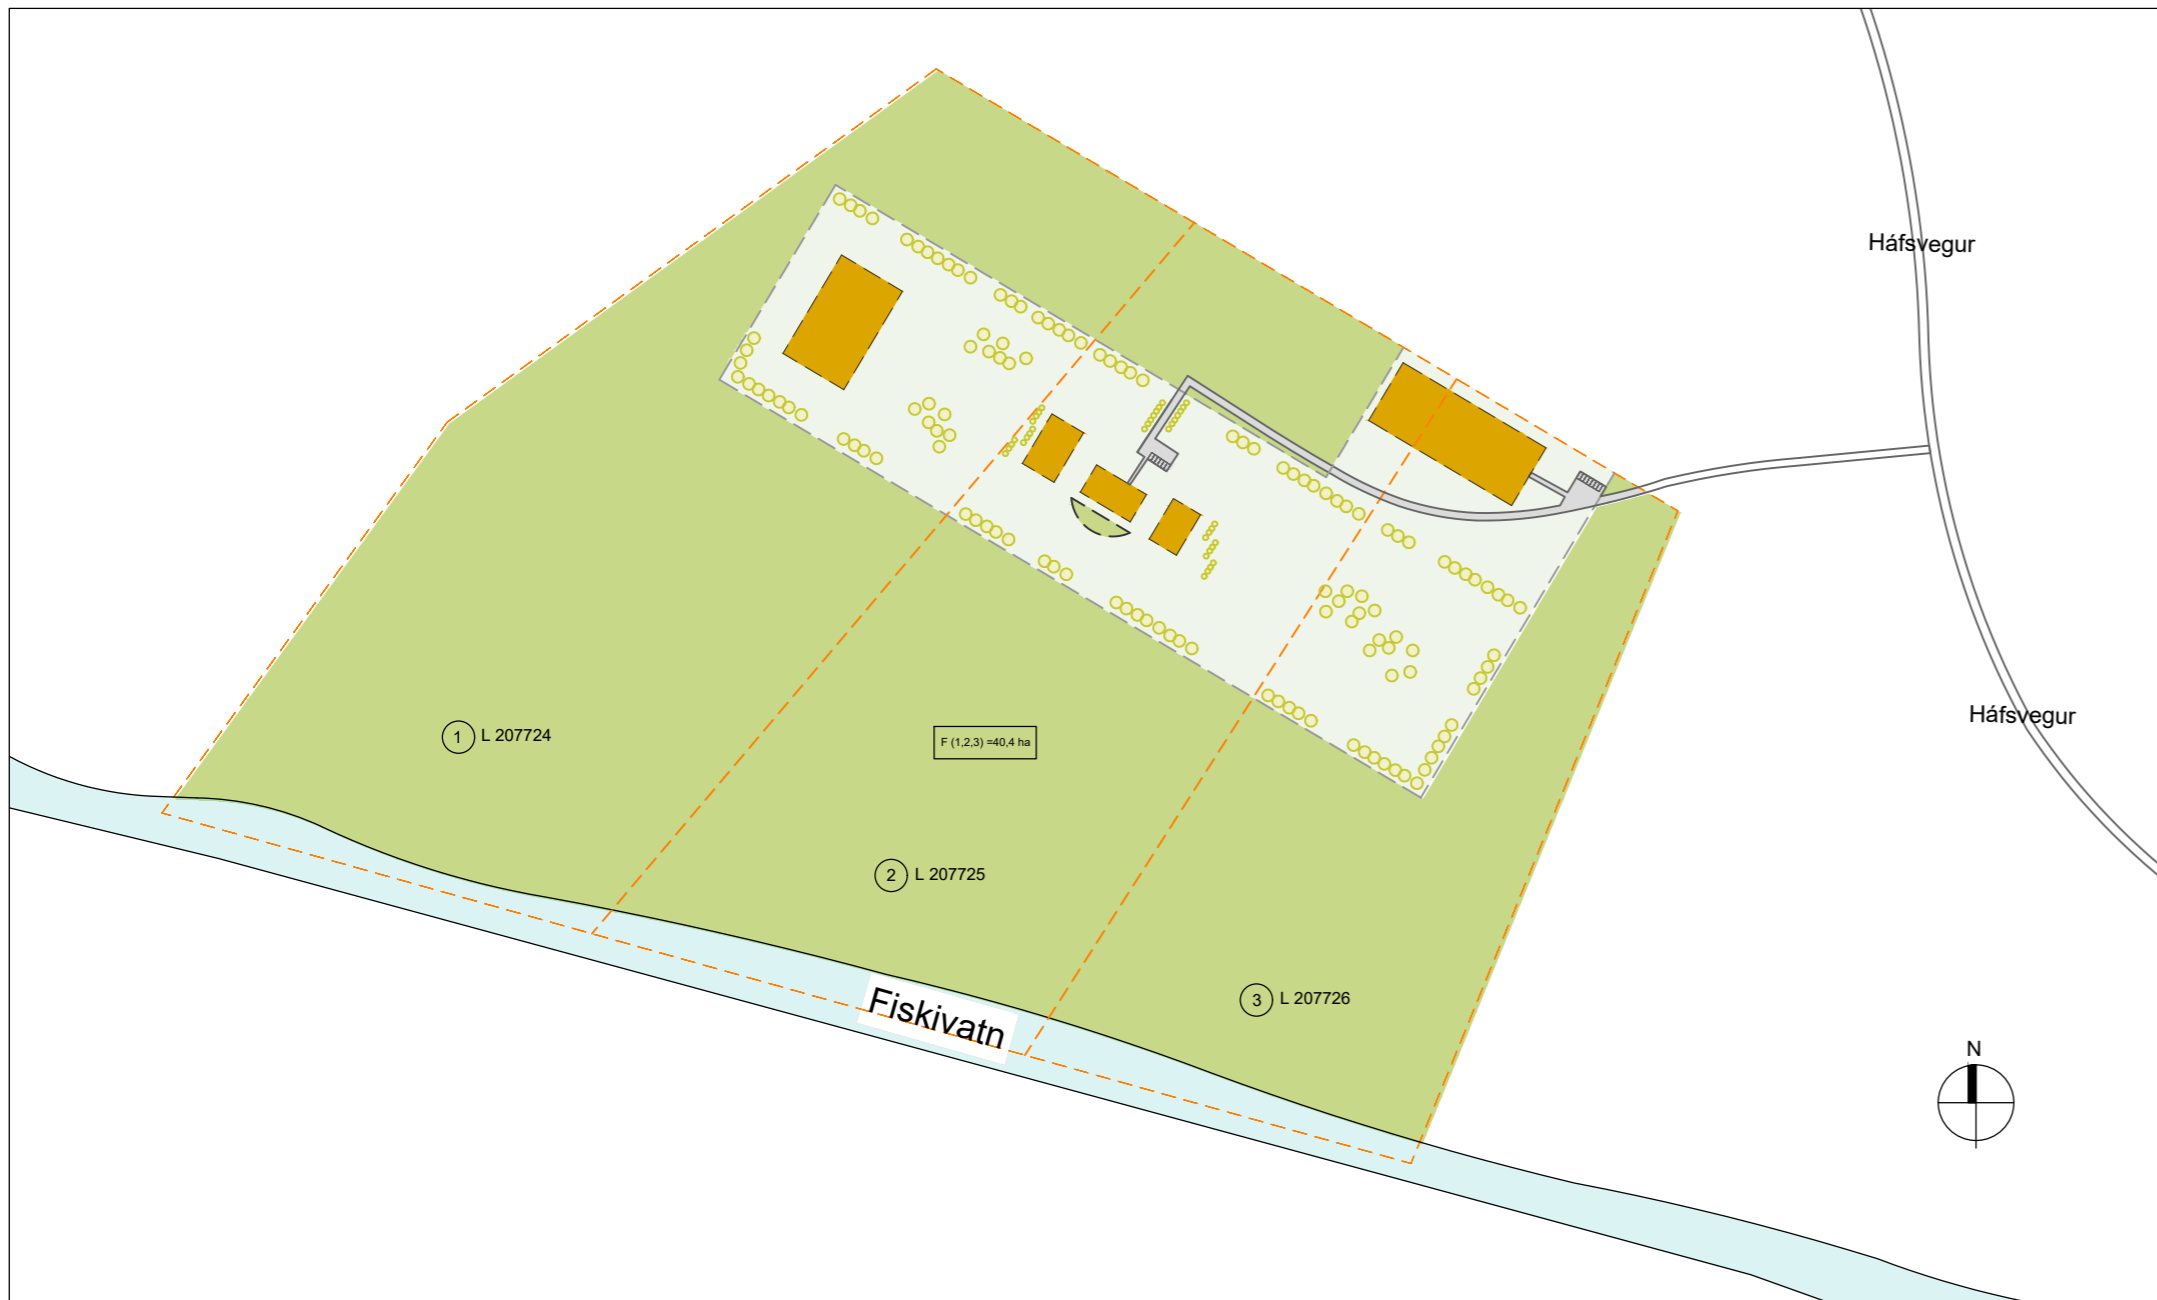 Háfsvegur
Háfsvegur
1 L 207724
F (1,2,3) =40,4 ha
2 L 207725
3 L 207726
Fiskivatn
N